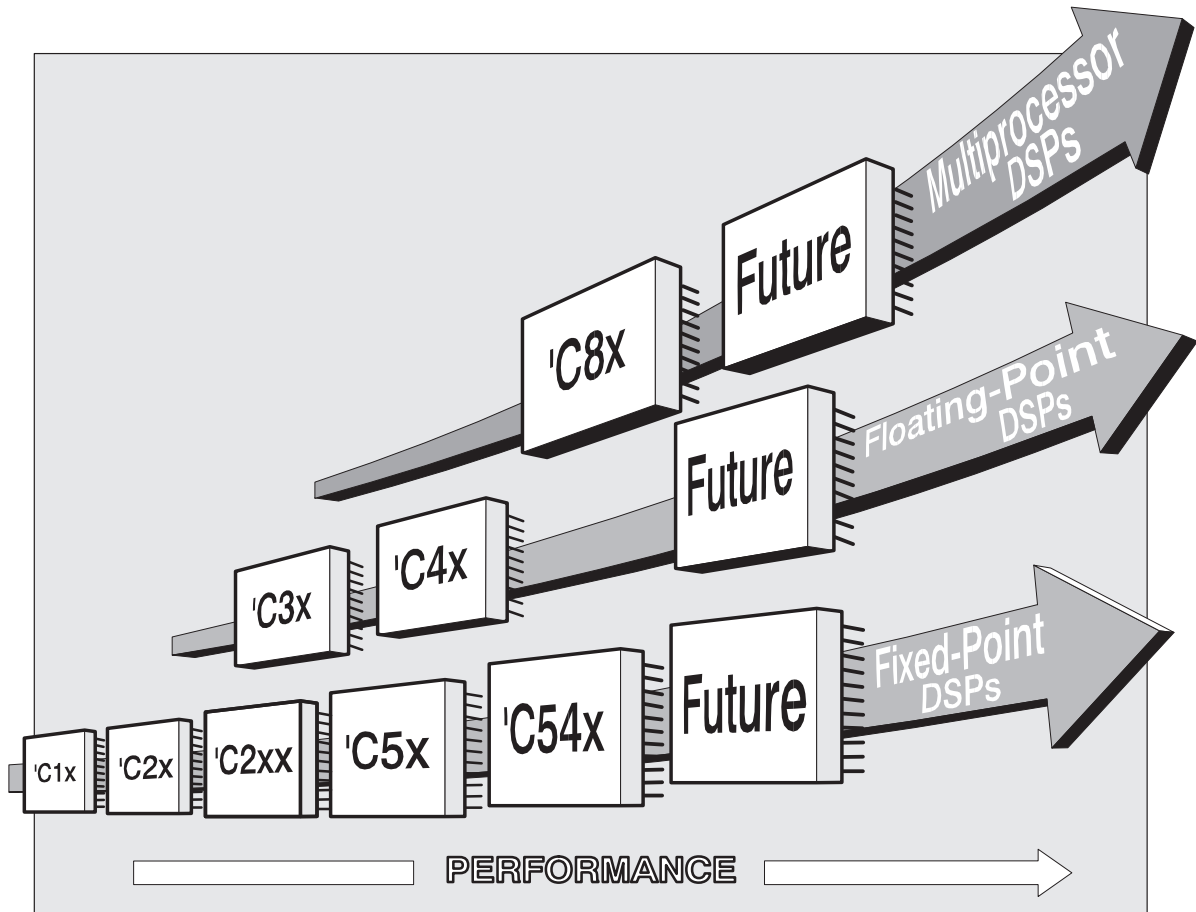 Multiprocessor
DSPs
Future
'C8x
Floating-Point
DSPs
Future
'C4x
'C3x
Fixed-Point
DSPs
'C1x
'C2x
'C2xx
'C5x
'C54x
Future
PERFORMANCE